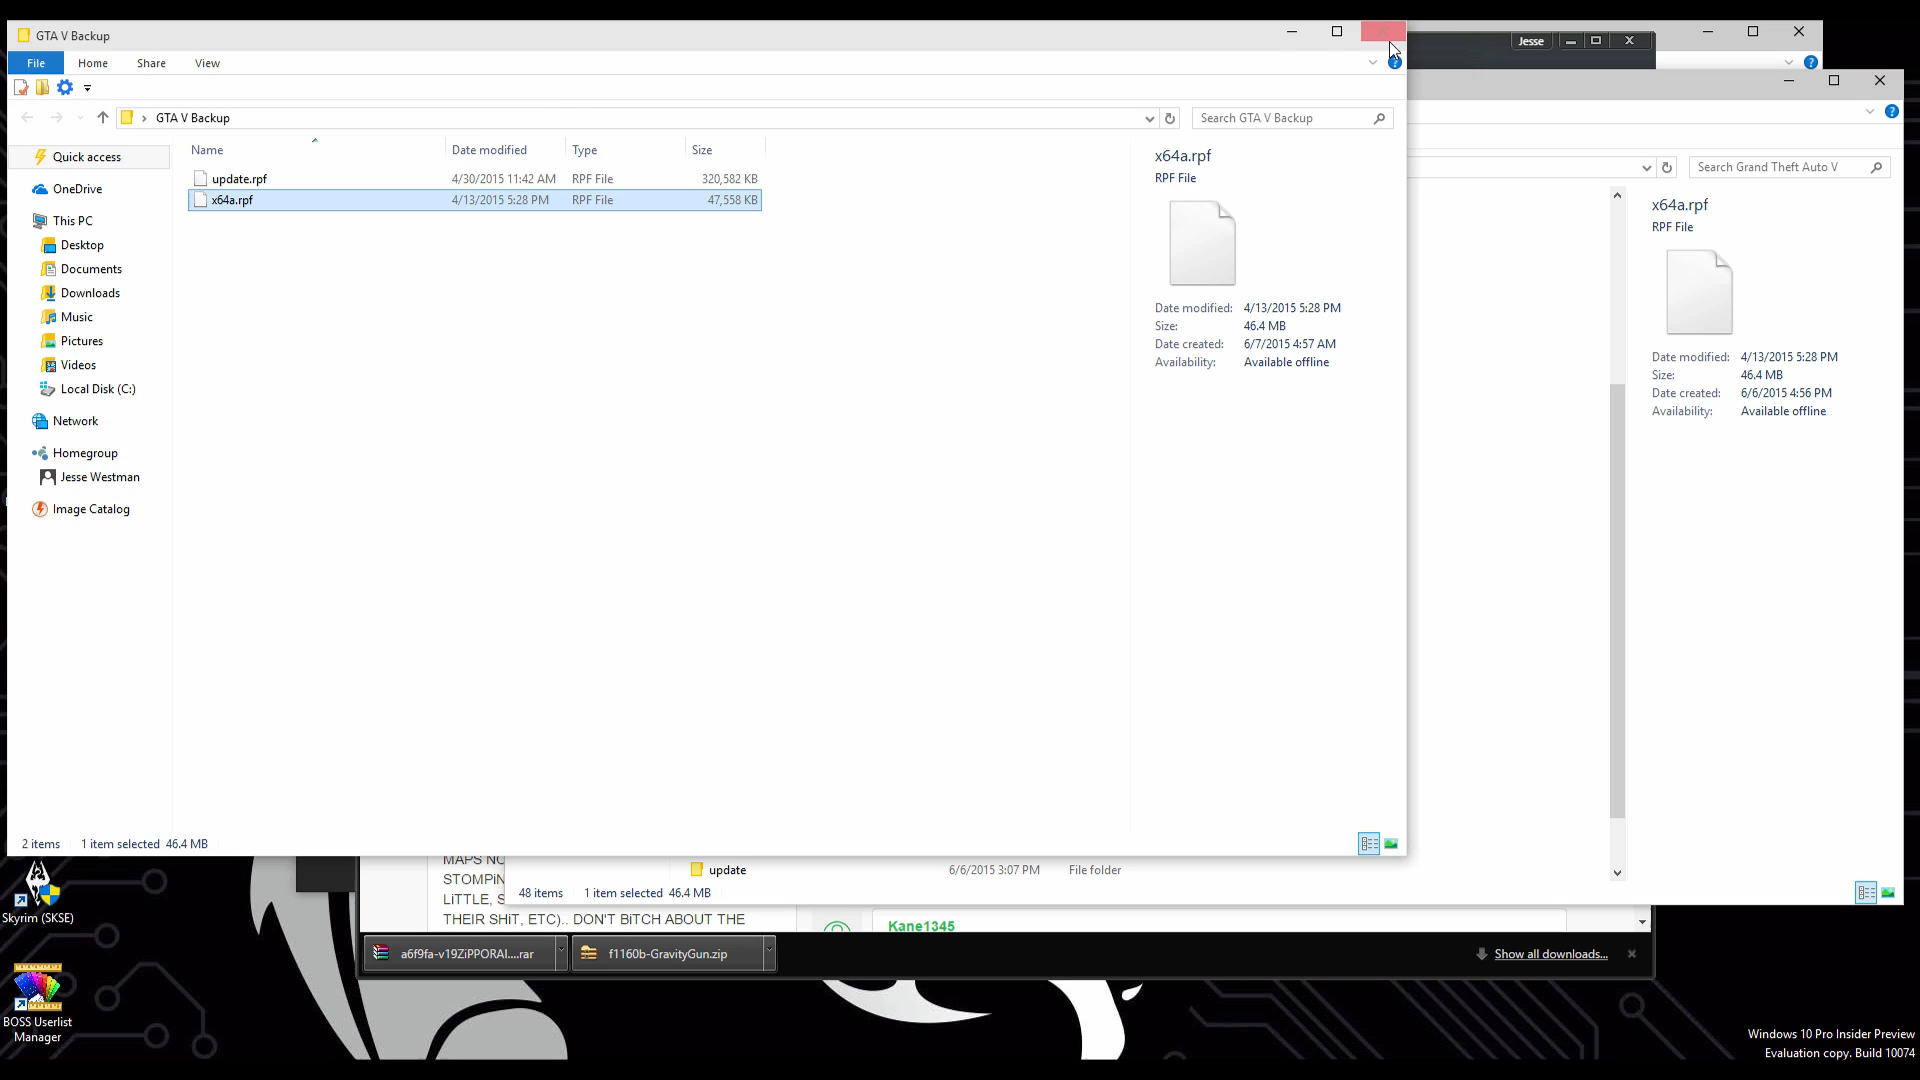 GTA V Backup
Jesse
File Home Share View
GTA V Backup
Search GTA V Backup
Search Grand Theft Auto V
Quick access
OneDrive
This PC
Desktop
Documents
Downloads
Music
Pictures
Videos
Local Disk (C:)
Network
Homegroup
Jesse Westman
Image Catalog
Name Date modified Type Size
update.rpf 4/30/2015 11:42 AM RPF File 320,582 KB
x64a.rpf 4/13/2015 5:28 PM RPF File 47,558 KB
x64a.rpf
RPF File
Date modified: 4/13/2015 5:28 PM
Size: 46.4 MB
Date created: 6/7/2015 4:57 AM
Availability: Available offline
x64a.rpf
RPF File
Date modified: 4/13/2015 5:28 PM
Size: 46.4 MB
Date created: 6/6/2015 4:56 PM
Availability: Available offline
2 items 1 item selected 46.4 MB
update 6/6/2015 3:07 PM File folder
48 items 1 item selected 46.4 MB
MAPS NO
STOMPiN
LiTTLE, S
THEIR SHiT, ETC).. DON'T BiTCH ABOUT THE
Kane1345
a6f9fa-v19ZiPPORAI....rar
f1160b-GravityGun.zip
Show all downloads...
Skyrim (SKSE)
BOSS Userlist
Manager
Windows 10 Pro Insider Preview
Evaluation copy. Build 10074